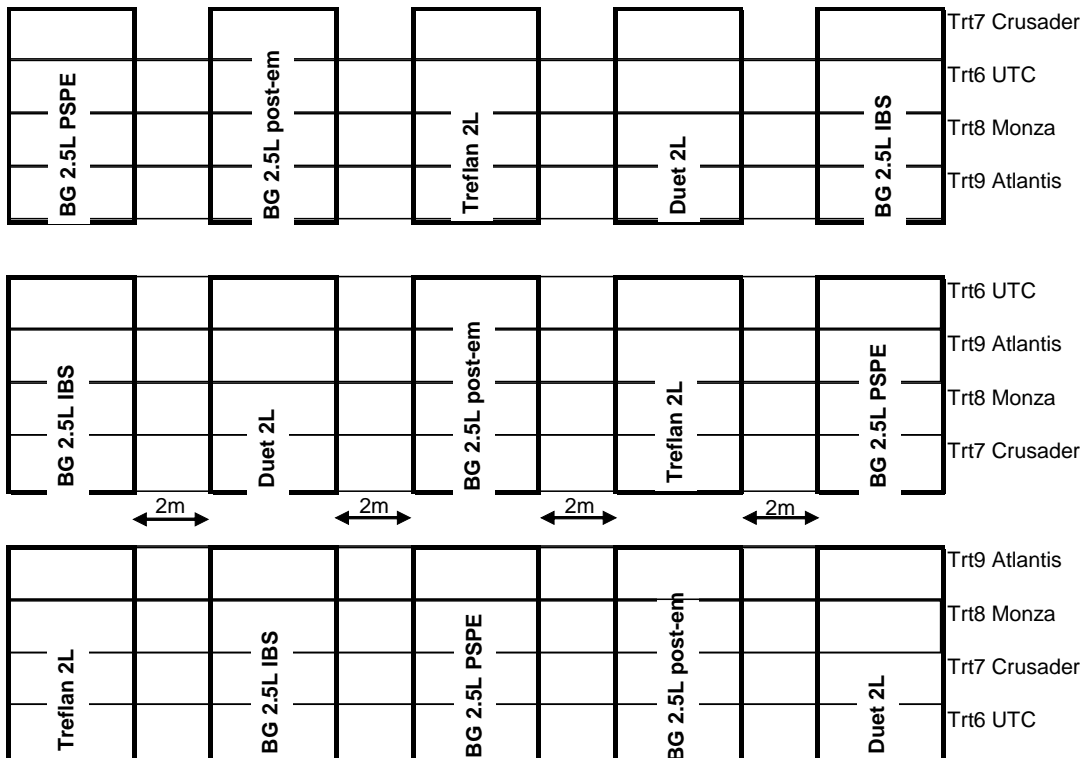 Trt7 Crusader
Trt6 UTC
Trt8 Monza
Trt9 Atlantis
BG 2.5L PSPE
BG 2.5L post-em
Treflan 2L
Duet 2L
BG 2.5L IBS
Trt6 UTC
Trt9 Atlantis
Trt8 Monza
Trt7 Crusader
BG 2.5L IBS
Duet 2L
BG 2.5L post-em
Treflan 2L
BG 2.5L PSPE
2m
2m
2m
2m
Trt9 Atlantis
Trt8 Monza
Trt7 Crusader
Trt6 UTC
Treflan 2L
BG 2.5L IBS
BG 2.5L PSPE
BG 2.5L post-em
Duet 2L